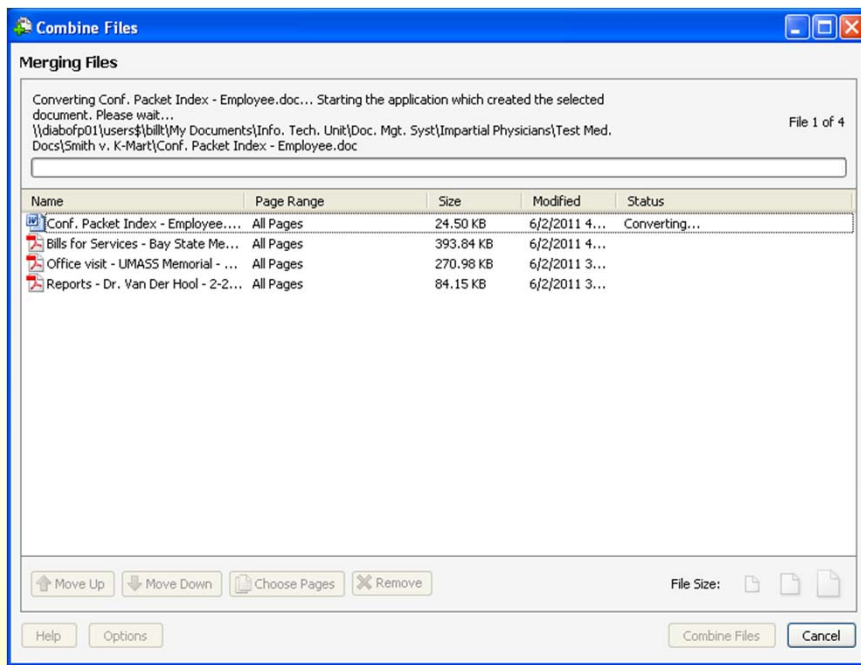 Combine Files
Merging Files
Converting Conf. Packet Index - Employee.doc... Starting the application which created the selected
document. Please wait...
\\diabofp01\users$\billt\My Documents\Info. Tech. Unit\Doc. Mgt. Syst\Impartial Physicians\Test Med.
Docs\Smith v. K-Mart\Conf. Packet Index - Employee.doc
File 1 of 4
Name Page Range Size Modified Status
Conf. Packet Index - Employee.... All Pages 24.50 KB 6/2/2011 4... Converting...
Bills for Services - Bay State Me... All Pages 393.84 KB 6/2/2011 4...
Office visit - UMASS Memorial - ... All Pages 270.98 KB 6/2/2011 3...
Reports - Dr. Van Der Hool - 2-2... All Pages 84.15 KB 6/2/2011 3...
Move Up Move Down Choose Pages Remove File Size:
Help Options Combine Files Cancel